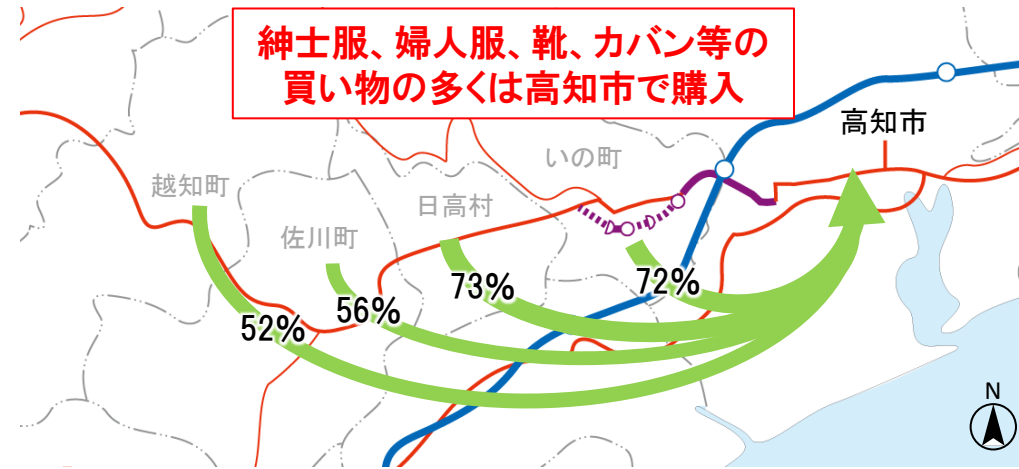 紳士服、婦人服、靴、カバン等の
買い物の多くは高知市で購入
高知市
いの町
越知町
日高村
佐川町
73%
72%
56%
52%
N